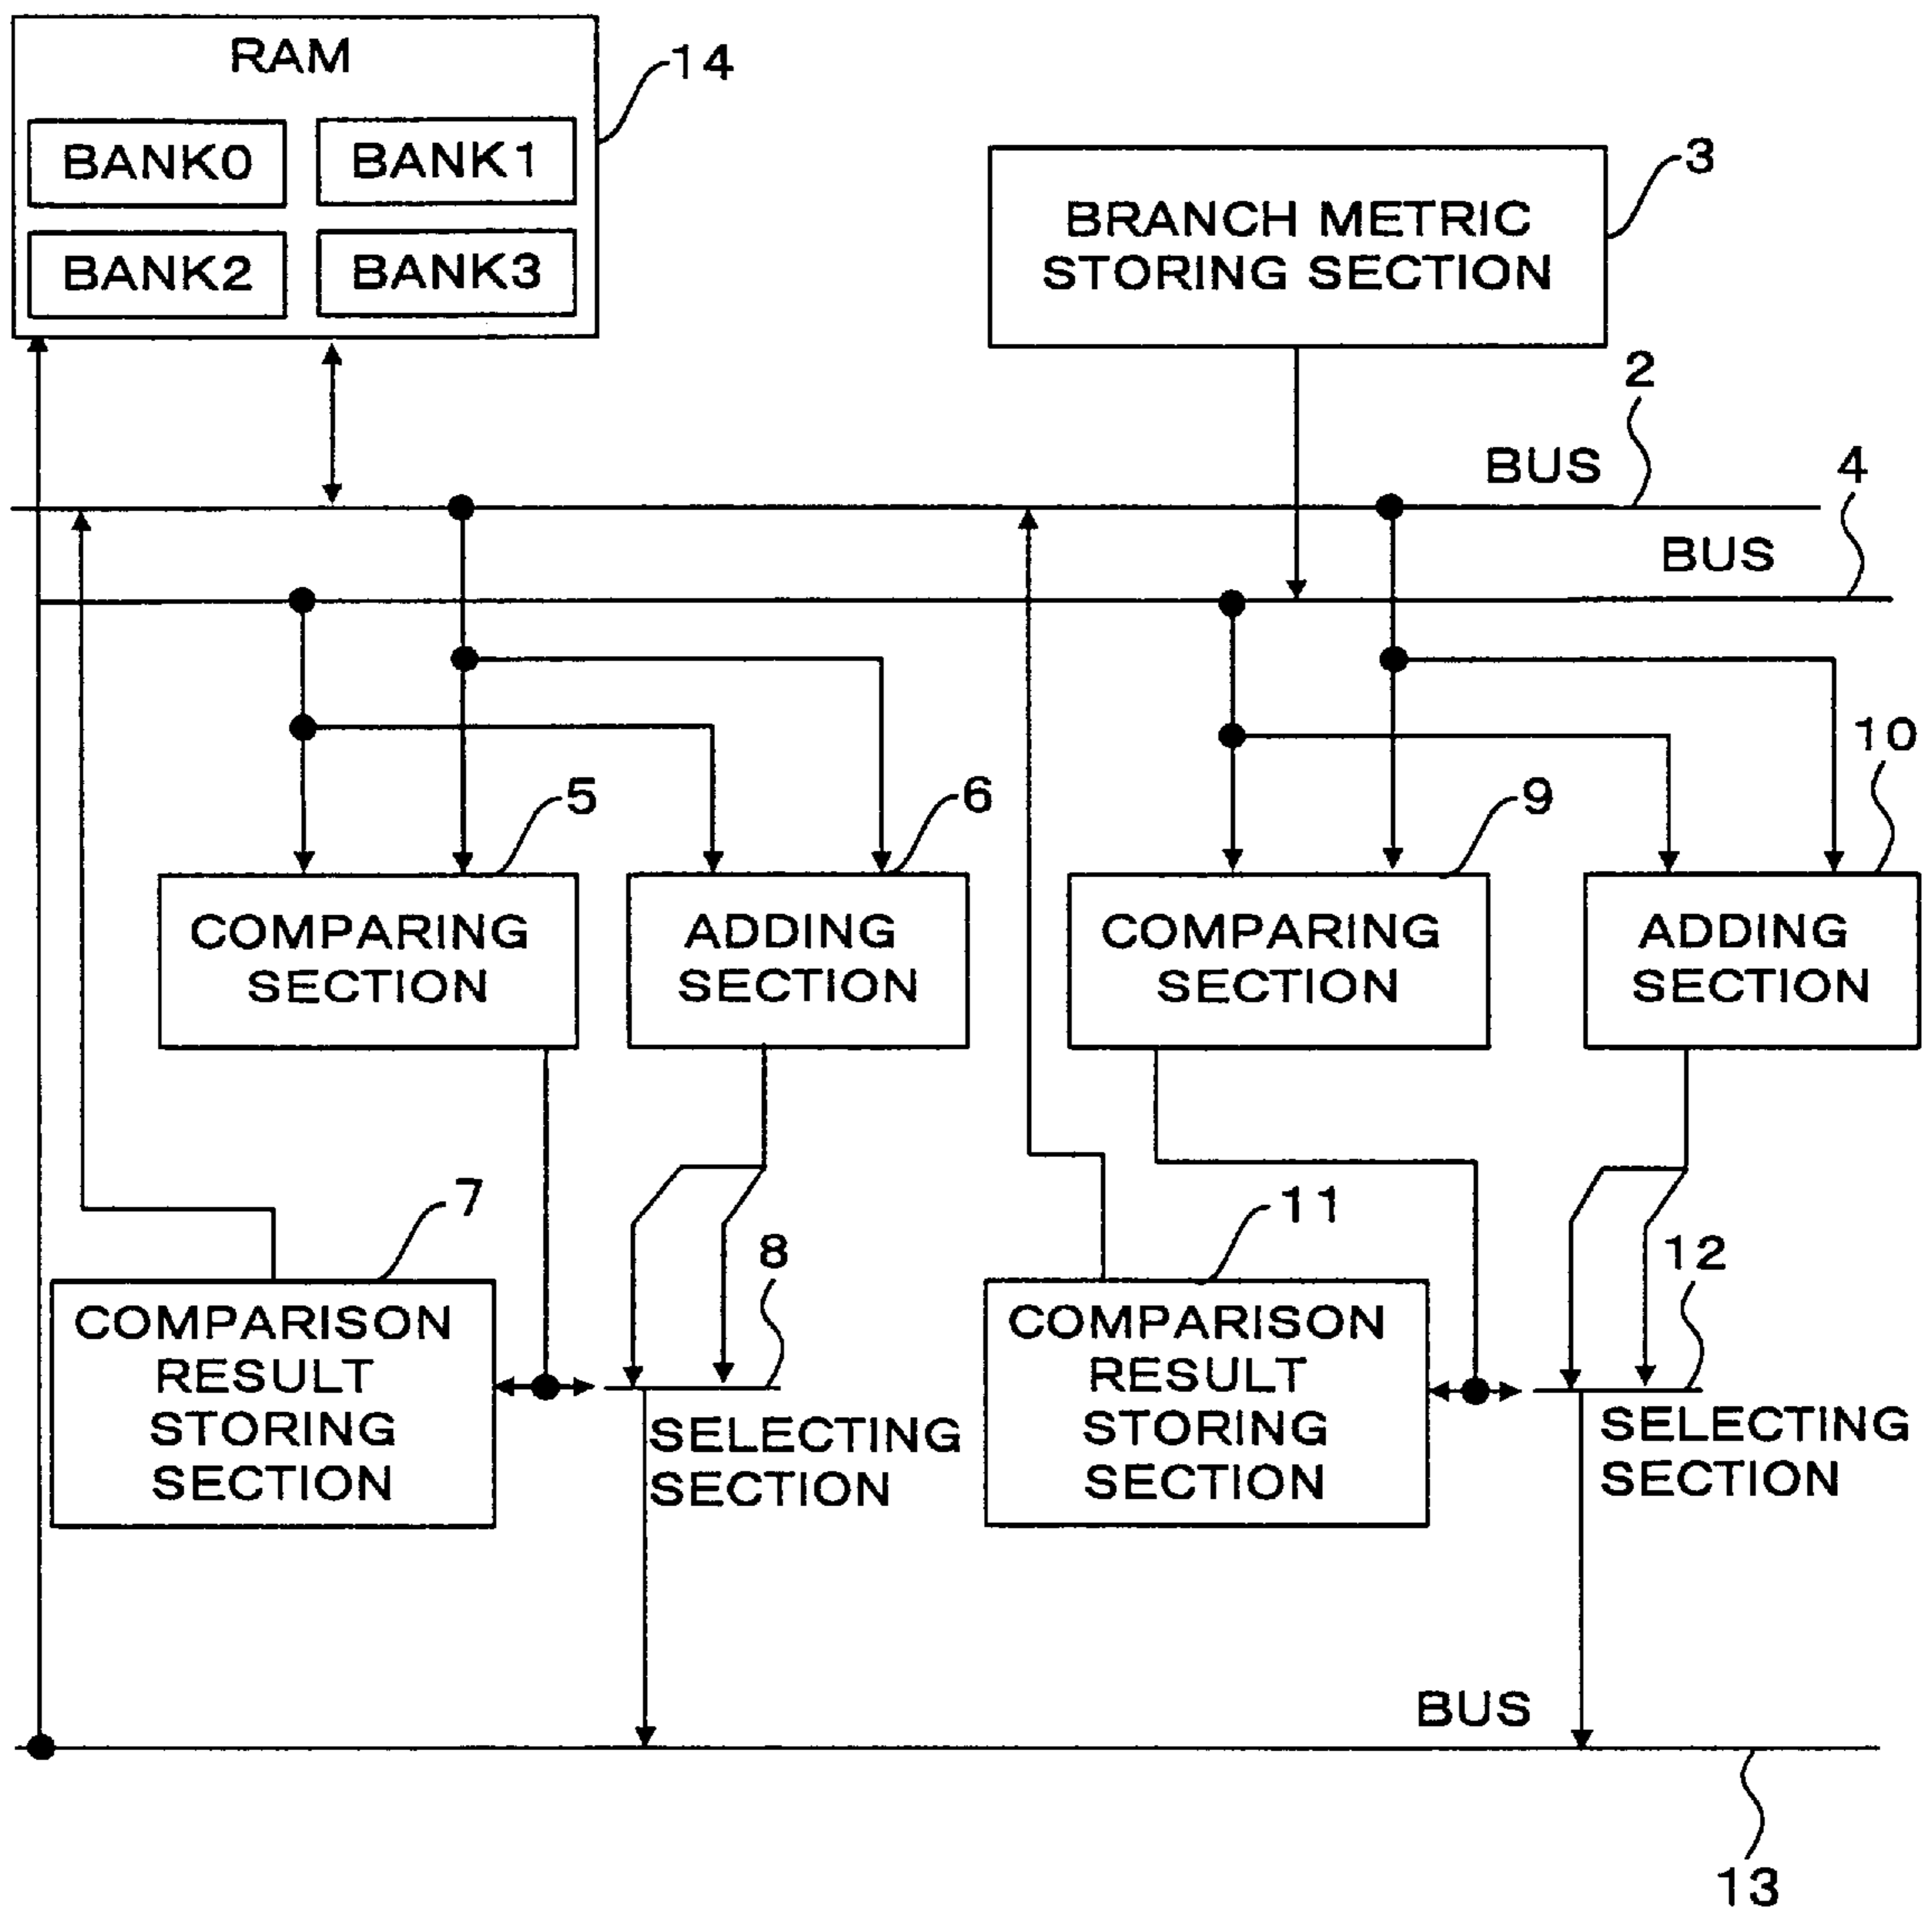 RAM
14
BANK0
BANK1
BANK2
BANK3
3
BRANCH METRIC
STORING SECTION
2
BUS
4
BUS
10
5
6
9
COMPARING
SECTION
ADDING
SECTION
COMPARING
SECTION
ADDING
SECTION
7
8
11
12
COMPARISON
RESULT
STORING
SECTION
SELECTING
SECTION
COMPARISON
RESULT
STORING
SECTION
SELECTING
SECTION
BUS
13